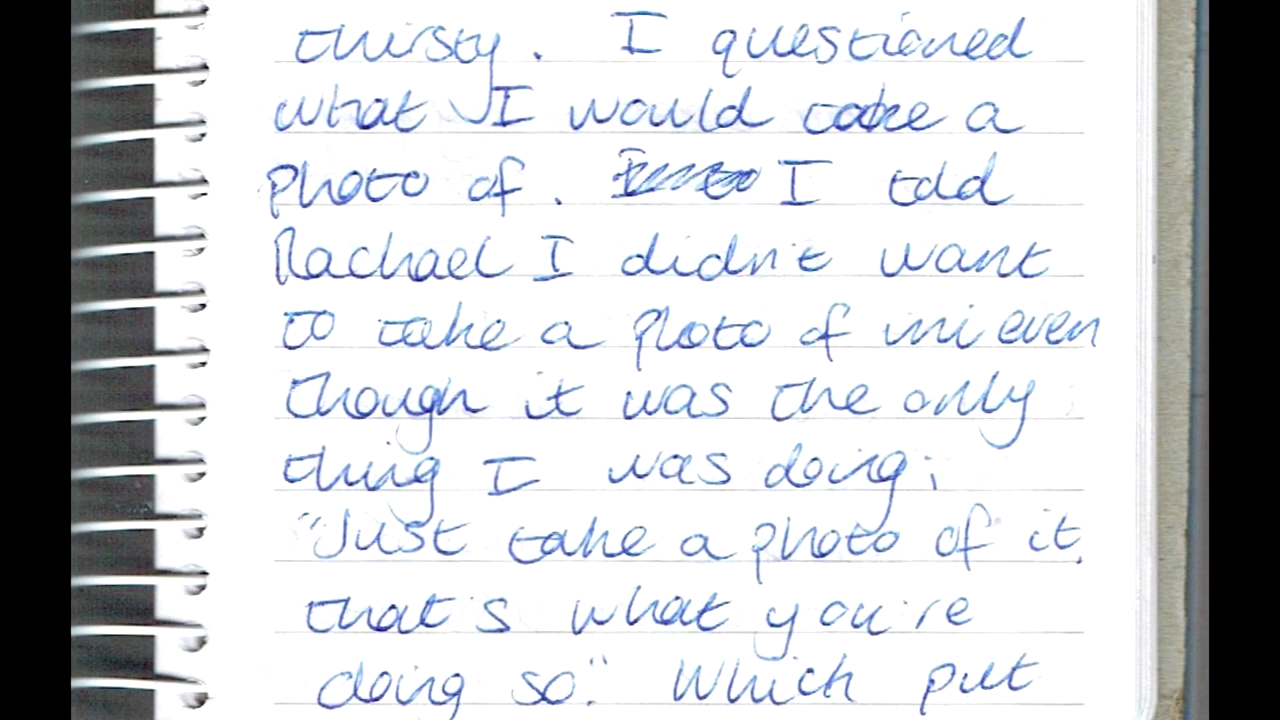 thirsty. I questioned
what I would take a
photo of. I told
Rachael I didn't want
to take a photo of uni even
though it was the only
thing I was doing;
"Just take a photo of it,
that's what you're
doing so." Which put